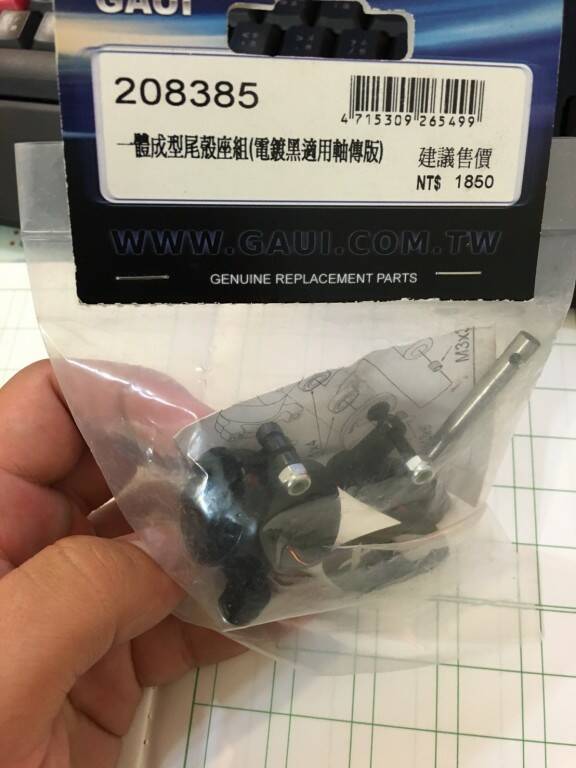 GAUI
208385
4 715309 265499
一體成型尾殼座組(電鍍黑適用軸傳版)
建議售價
NT$ 1850
WWW.GAUI.COM.TW
GENUINE REPLACEMENT PARTS